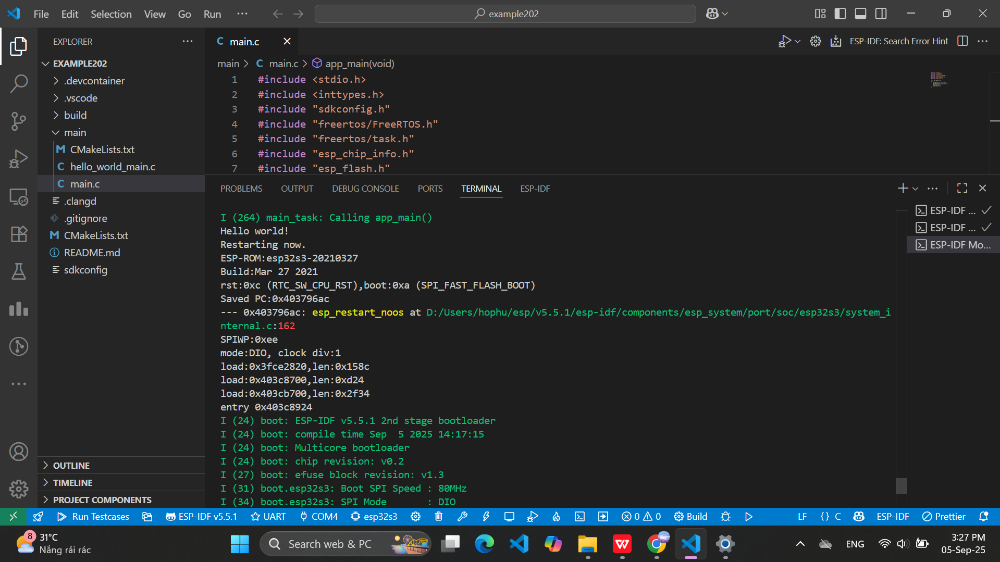 File Edit Selection View Go Run ···
example202
EXPLORER ···
EXAMPLE202
.devcontainer
.vscode
build
main
CMakeLists.txt
hello_world_main.c
main.c
.clangd
.gitignore
CMakeLists.txt
README.md
sdkconfig
OUTLINE
TIMELINE
PROJECT COMPONENTS
main.c
ESP-IDF: Search Error Hint
main > C main.c > app_main(void)
1 #include <stdio.h>
2 #include <inttypes.h>
3 #include "sdkconfig.h"
4 #include "freertos/FreeRTOS.h"
5 #include "freertos/task.h"
6 #include "esp_chip_info.h"
7 #include "esp_flash.h"
PROBLEMS OUTPUT DEBUG CONSOLE PORTS TERMINAL ESP-IDF
I (264) main_task: Calling app_main()
Hello world!
Restarting now.
ESP-ROM:esp32s3-20210327
Build:Mar 27 2021
rst:0xc (RTC_SW_CPU_RST),boot:0xa (SPI_FAST_FLASH_BOOT)
Saved PC:0x403796ac
--- 0x403796ac: esp_restart_noos at D:/Users/hophu/esp/v5.5.1/esp-idf/components/esp_system/port/soc/esp32s3/system_i
nternal.c:162
SPIWP:0xee
mode:DIO, clock div:1
load:0x3fce2820,len:0x158c
load:0x403c8700,len:0xd24
load:0x403cb700,len:0x2f34
entry 0x403c8924
I (24) boot: ESP-IDF v5.5.1 2nd stage bootloader
I (24) boot: compile time Sep  5 2025 14:17:15
I (24) boot: Multicore bootloader
I (24) boot: chip revision: v0.2
I (27) boot: efuse block revision: v1.3
I (31) boot.esp32s3: Boot SPI Speed : 80MHz
I (34) boot.esp32s3: SPI Mode       : DIO
ESP-IDF ...
ESP-IDF ...
ESP-IDF Mo...
Run Testcases ESP-IDF v5.5.1 UART COM4 esp32s3 0 0 Build LF {} C ESP-IDF Prettier
8 31°C
Nắng rải rác
Search web & PC
ENG
3:27 PM
05-Sep-25